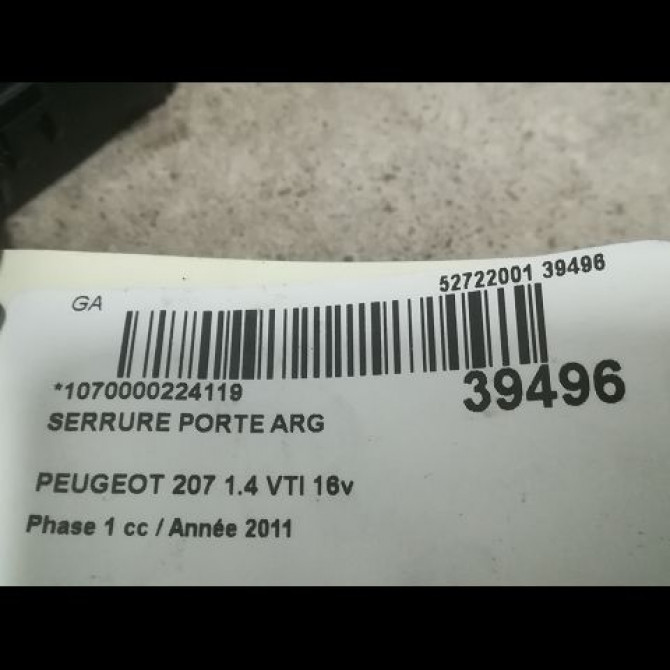 GA
52722001 39496
*1070000224119
39496
SERRURE PORTE ARG
PEUGEOT 207 1.4 VTI 16v
Phase 1 cc / Année 2011